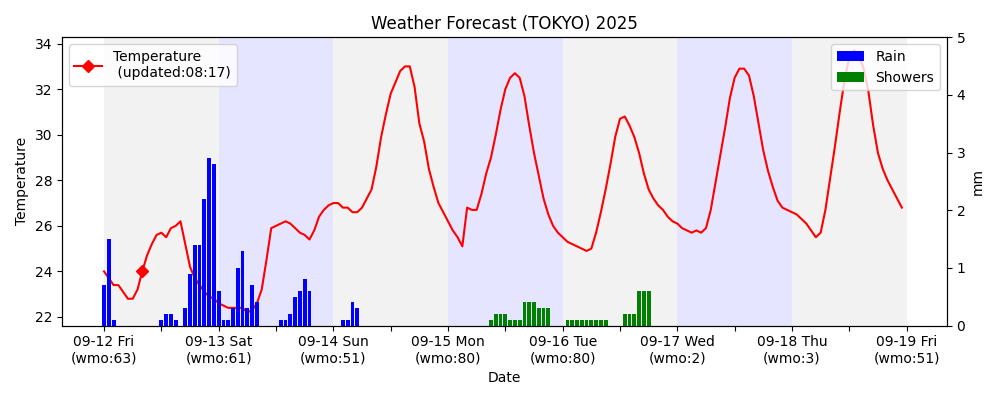 Weather Forecast (TOKYO) 2025
Temperature
(updated:08:17)
Rain
Showers
34
32
30
28
26
24
22
Temperature
5
4
3
2
1
0
mm
09-12 Fri
(wmo:63)
09-13 Sat
(wmo:61)
09-14 Sun
(wmo:51)
09-15 Mon
(wmo:80)
09-16 Tue
(wmo:80)
09-17 Wed
(wmo:2)
09-18 Thu
(wmo:3)
09-19 Fri
(wmo:51)
Date